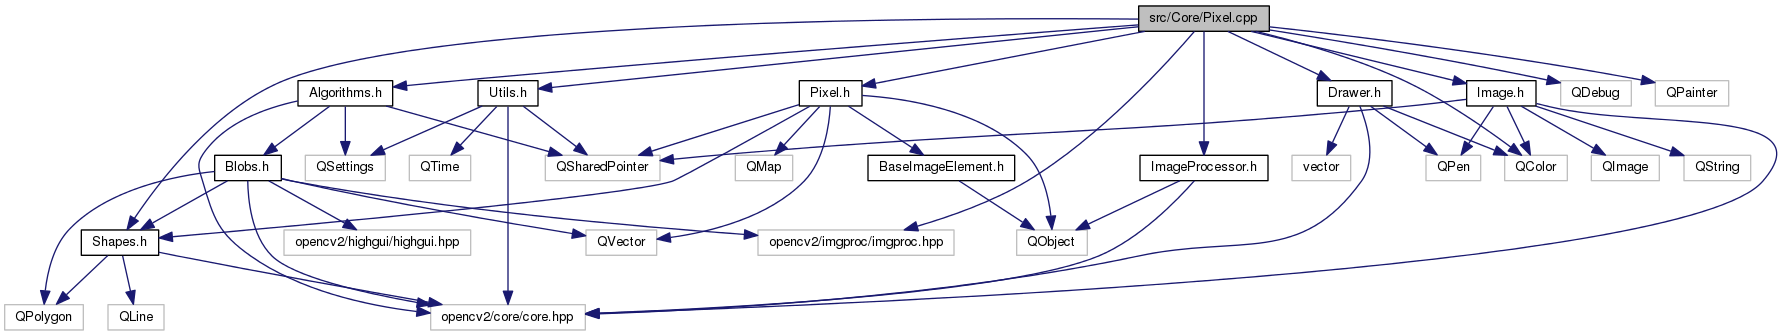 src/Core/Pixel.cpp
Algorithms.h
Utils.h
Pixel.h
Drawer.h
Image.h
QDebug
QPainter
Blobs.h
QSettings
QTime
QSharedPointer
QMap
BaseImageElement.h
ImageProcessor.h
vector
QPen
QColor
QImage
QString
Shapes.h
opencv2/highgui/highgui.hpp
QVector
opencv2/imgproc/imgproc.hpp
QObject
QPolygon
QLine
opencv2/core/core.hpp